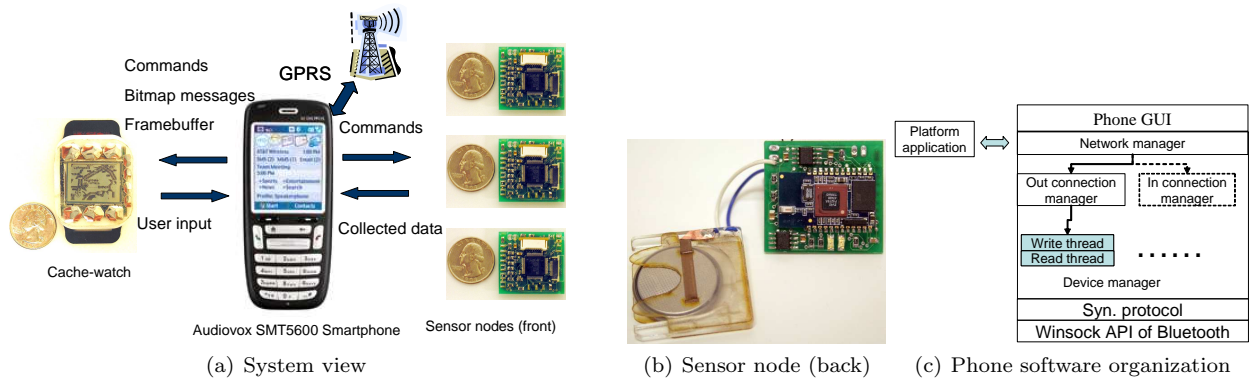 GPRS
Commands
Bitmap messages
Framebuffer
User input
Cache-watch
Commands
Collected data
Audiovox SMT5600 Smartphone
Sensor nodes (front)
(a) System view
(b) Sensor node (back)
Platform
application
Phone GUI
Network manager
Out connection
manager
In connection
manager
Write thread
Read thread
. . . . . .
Device manager
Syn. protocol
Winsock API of Bluetooth
(c) Phone software organization